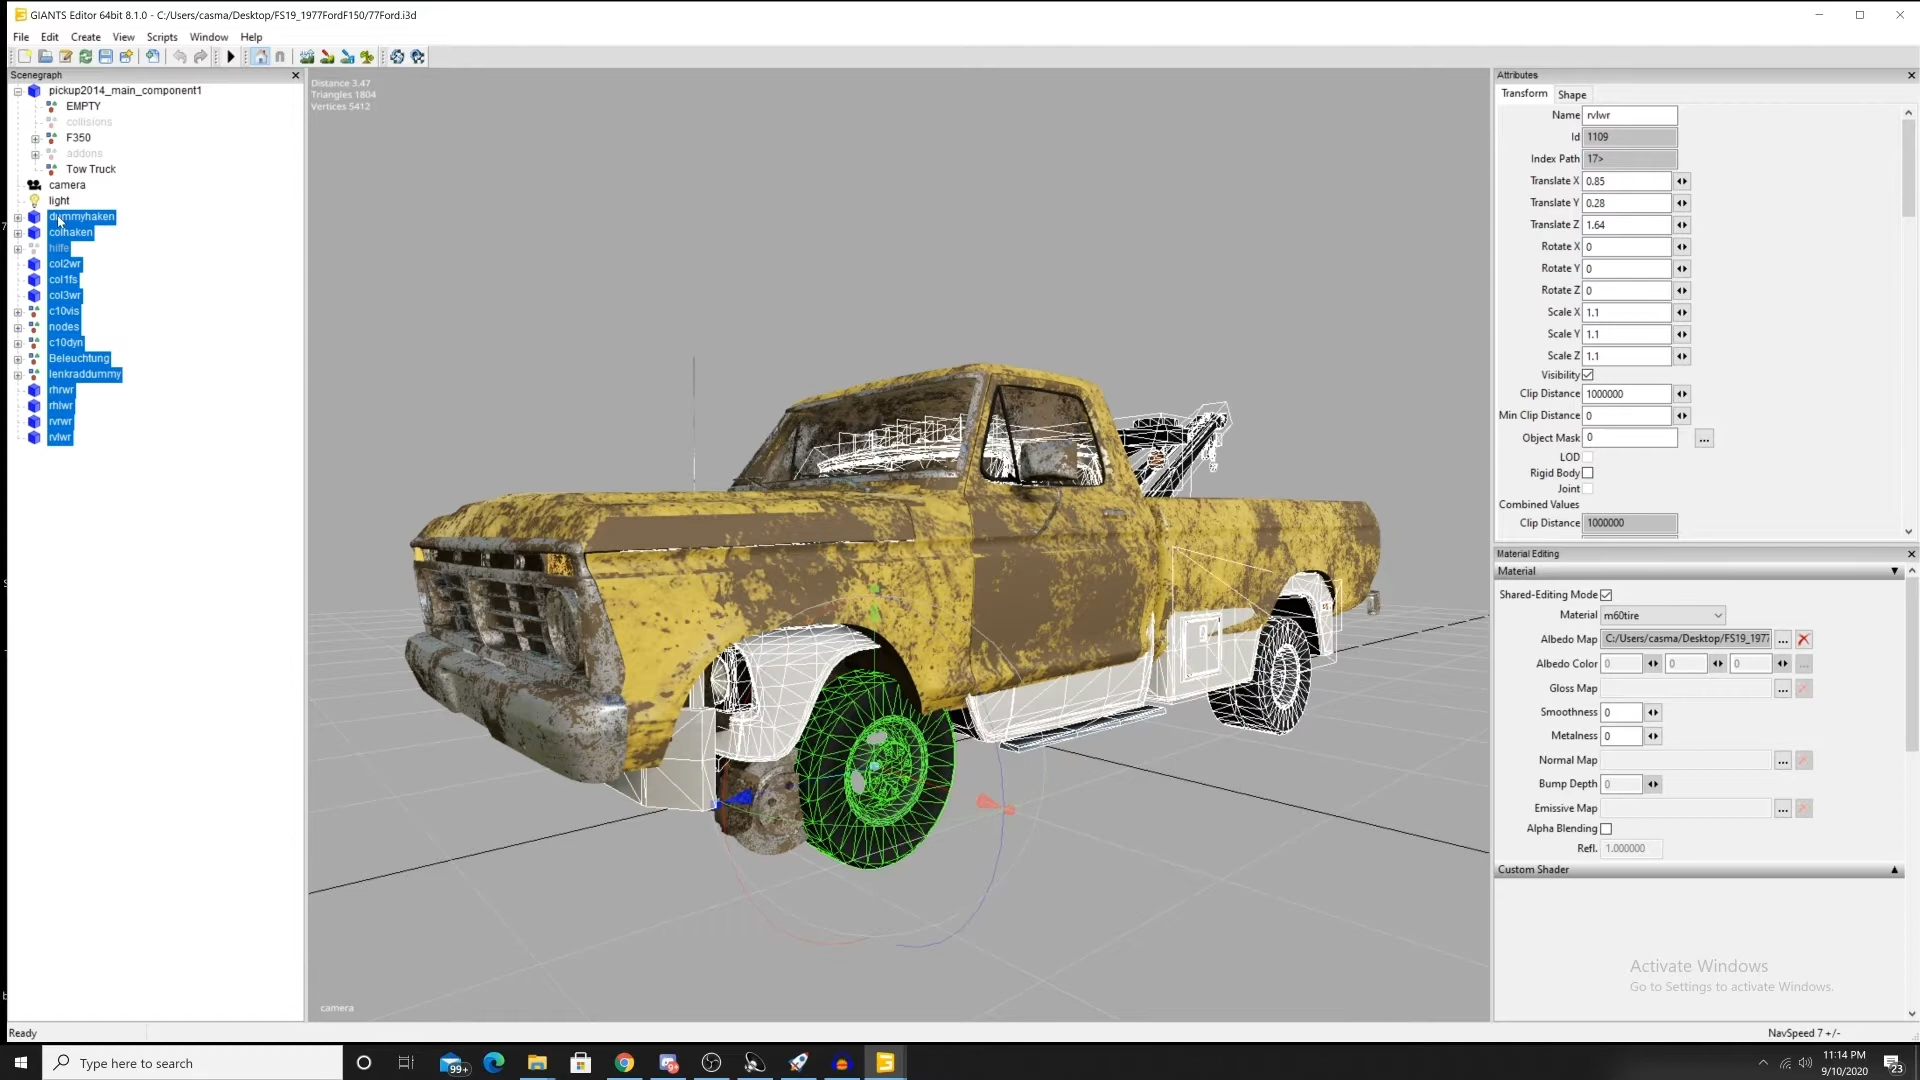 GIANTS Editor 64bit 8.1.0 - C:/Users/casma/Desktop/FS19_1977FordF150/77Ford.i3d
File Edit Create View Scripts Window Help
Scenegraph
pickup2014_main_component1
EMPTY
collisions
F350
addons
Tow Truck
camera
light
dummyhaken
colhaken
hilfe
col2wr
col1fs
col3wr
c10vis
nodes
c10dyn
Beleuchtung
lenkraddummy
rhrwr
rhlwr
rvrwr
rvlwr
Distance 3.47
Triangles 1804
Vertices 5412
camera
Attributes
Transform Shape
Name rvlwr
Id 1109
Index Path 17>
Translate X 0.85
Translate Y 0.28
Translate Z 1.64
Rotate X 0
Rotate Y 0
Rotate Z 0
Scale X 1.1
Scale Y 1.1
Scale Z 1.1
Visibility
Clip Distance 1000000
Min Clip Distance 0
Object Mask 0 ...
LOD
Rigid Body
Joint
Combined Values
Clip Distance 1000000
Material Editing
Material
Shared-Editing Mode
Material m60tire
Albedo Map C:/Users/casma/Desktop/FS19_197 ...
Albedo Color 0 0 0 ...
Gloss Map ...
Smoothness 0
Metalness 0
Normal Map ...
Bump Depth 0
Emissive Map ...
Alpha Blending
Refl. 1.000000
Custom Shader
Activate Windows
Go to Settings to activate Windows.
Ready
NavSpeed 7 +/-
Type here to search
99+
11:14 PM
9/10/2020
23